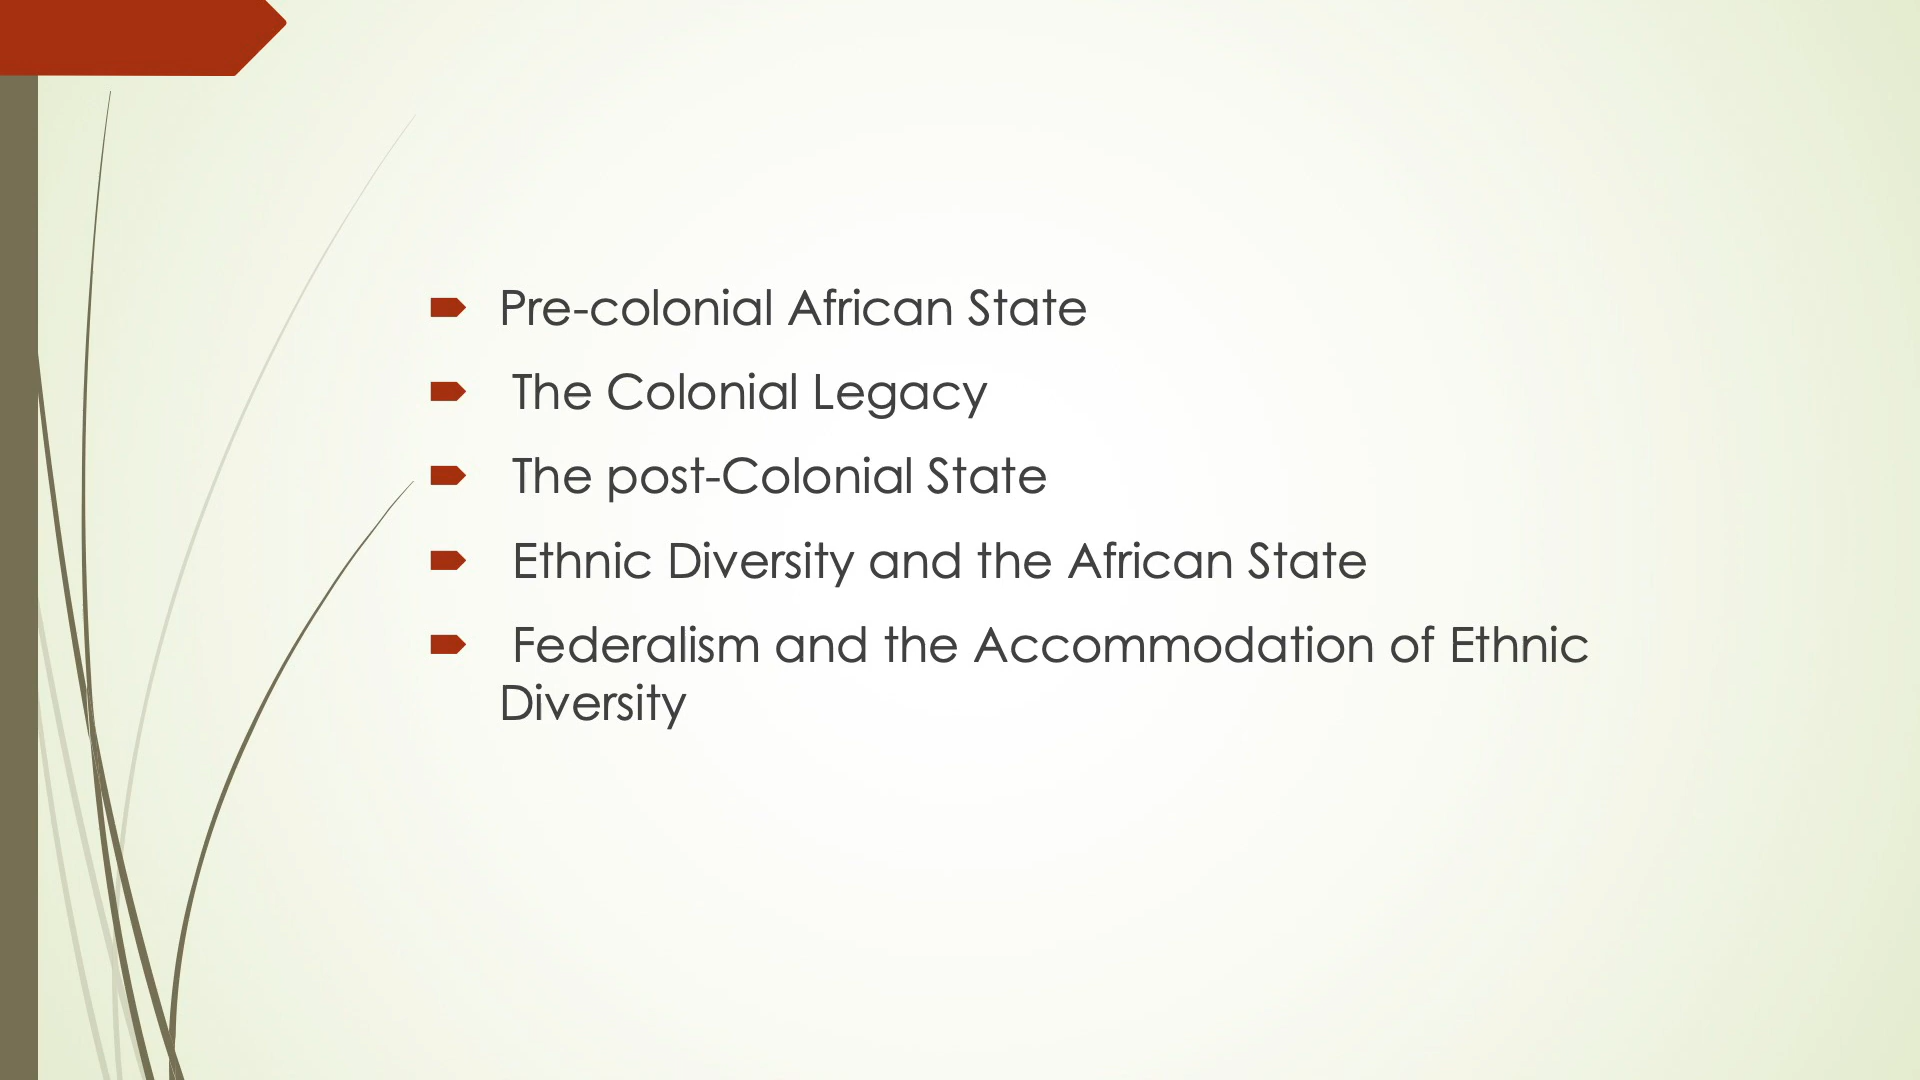 Pre-colonial African State
The Colonial Legacy
The post-Colonial State
Ethnic Diversity and the African State
Federalism and the Accommodation of Ethnic
Diversity